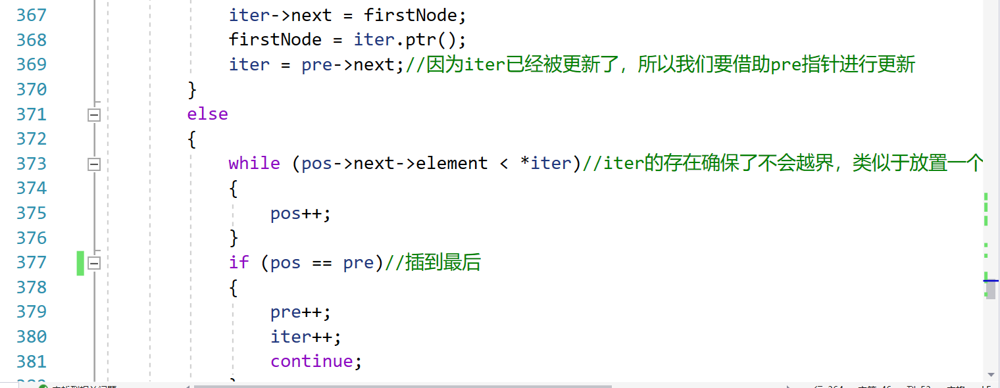 367 iter->next = firstNode;
368 firstNode = iter.ptr();
369 iter = pre->next;//因为iter已经被更新了，所以我们要借助pre指针进行更新
370 }
371 else
372 {
373 while (pos->next->element < *iter)//iter的存在确保了不会越界，类似于放置一个
374 {
375 pos++;
376 }
377 if (pos == pre)//插到最后
378 {
379 pre++;
380 iter++;
381 continue;